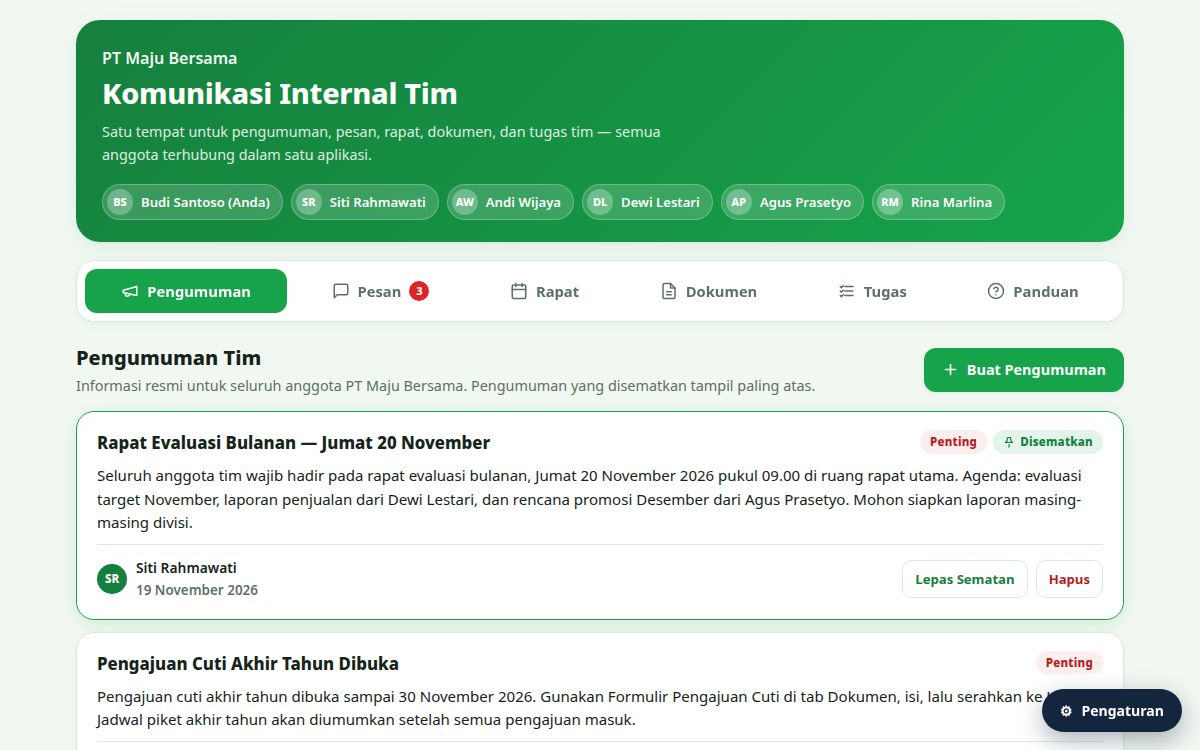 PT Maju Bersama
Komunikasi Internal Tim
Satu tempat untuk pengumuman, pesan, rapat, dokumen, dan tugas tim — semua
anggota terhubung dalam satu aplikasi.
BS Budi Santoso (Anda) SR Siti Rahmawati AW Andi Wijaya DL Dewi Lestari AP Agus Prasetyo RM Rina Marlina
Pengumuman Pesan 3 Rapat Dokumen Tugas Panduan
Pengumuman Tim
Informasi resmi untuk seluruh anggota PT Maju Bersama. Pengumuman yang disematkan tampil paling atas.
+ Buat Pengumuman
Rapat Evaluasi Bulanan — Jumat 20 November
Penting Disematkan
Seluruh anggota tim wajib hadir pada rapat evaluasi bulanan, Jumat 20 November 2026 pukul 09.00 di ruang rapat utama. Agenda: evaluasi
target November, laporan penjualan dari Dewi Lestari, dan rencana promosi Desember dari Agus Prasetyo. Mohon siapkan laporan masing-
masing divisi.
SR Siti Rahmawati
19 November 2026
Lepas Sematan Hapus
Pengajuan Cuti Akhir Tahun Dibuka
Penting
Pengajuan cuti akhir tahun dibuka sampai 30 November 2026. Gunakan Formulir Pengajuan Cuti di tab Dokumen, isi, lalu serahkan ke
Jadwal piket akhir tahun akan diumumkan setelah semua pengajuan masuk.
Pengaturan